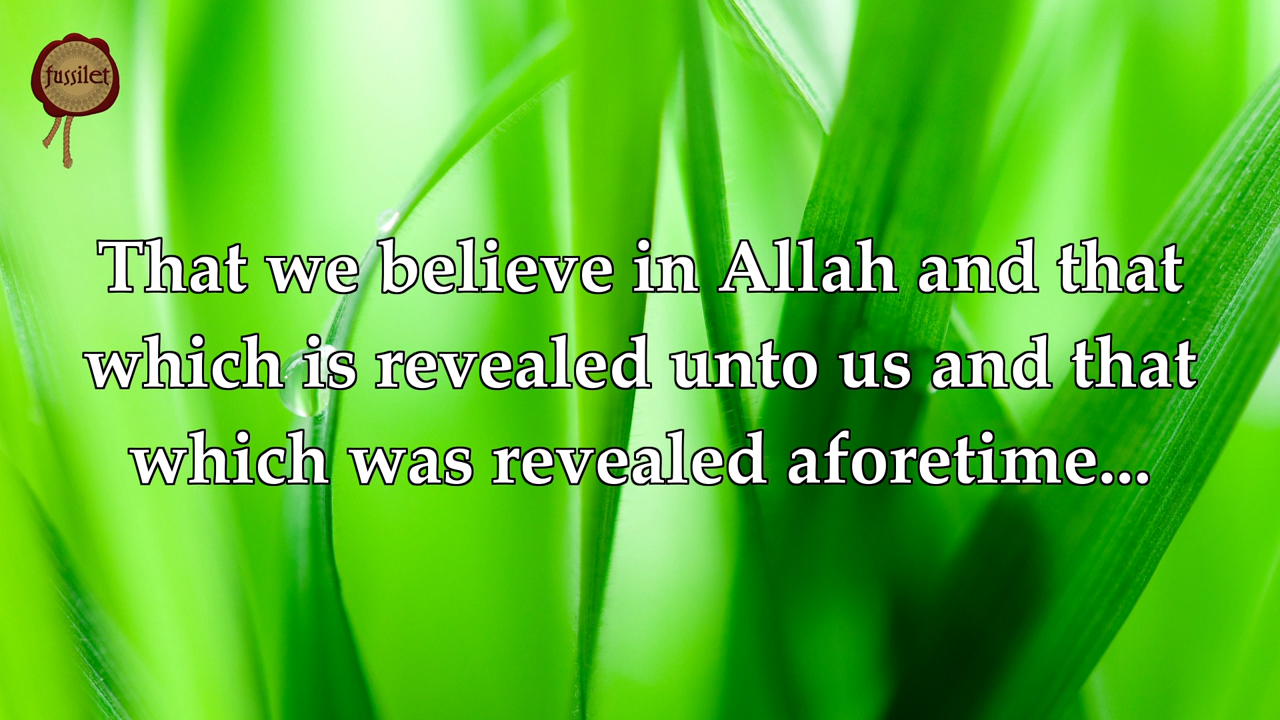 fussilet
That we believe in Allah and that
which is revealed unto us and that
which was revealed aforetime...